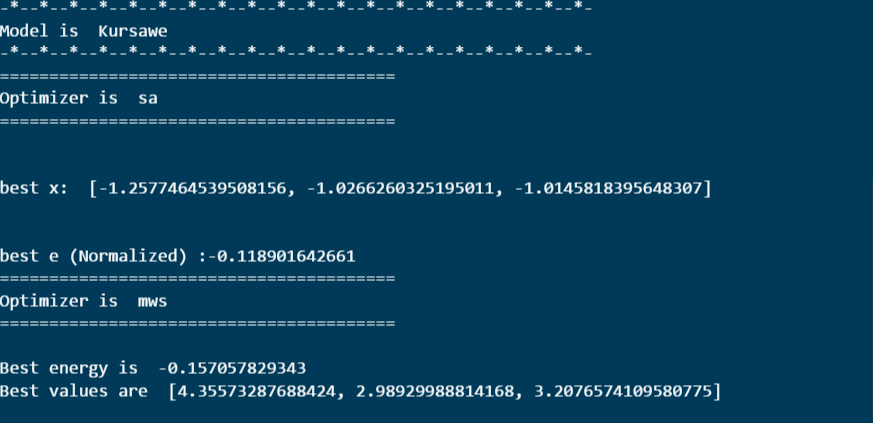 -*--*--*--*--*--*--*--*--*--*--*--*--*--*--*--*--*--*--*--*-
Model is  Kursawe
-*--*--*--*--*--*--*--*--*--*--*--*--*--*--*--*--*--*--*--*-
========================================
Optimizer is  sa
========================================
best x:  [-1.2577464539508156, -1.0266260325195011, -1.0145818395648307]
best e (Normalized) :-0.118901642661
========================================
Optimizer is  mws
========================================
Best energy is  -0.157057829343
Best values are  [4.35573287688424, 2.98929988814168, 3.2076574109580775]